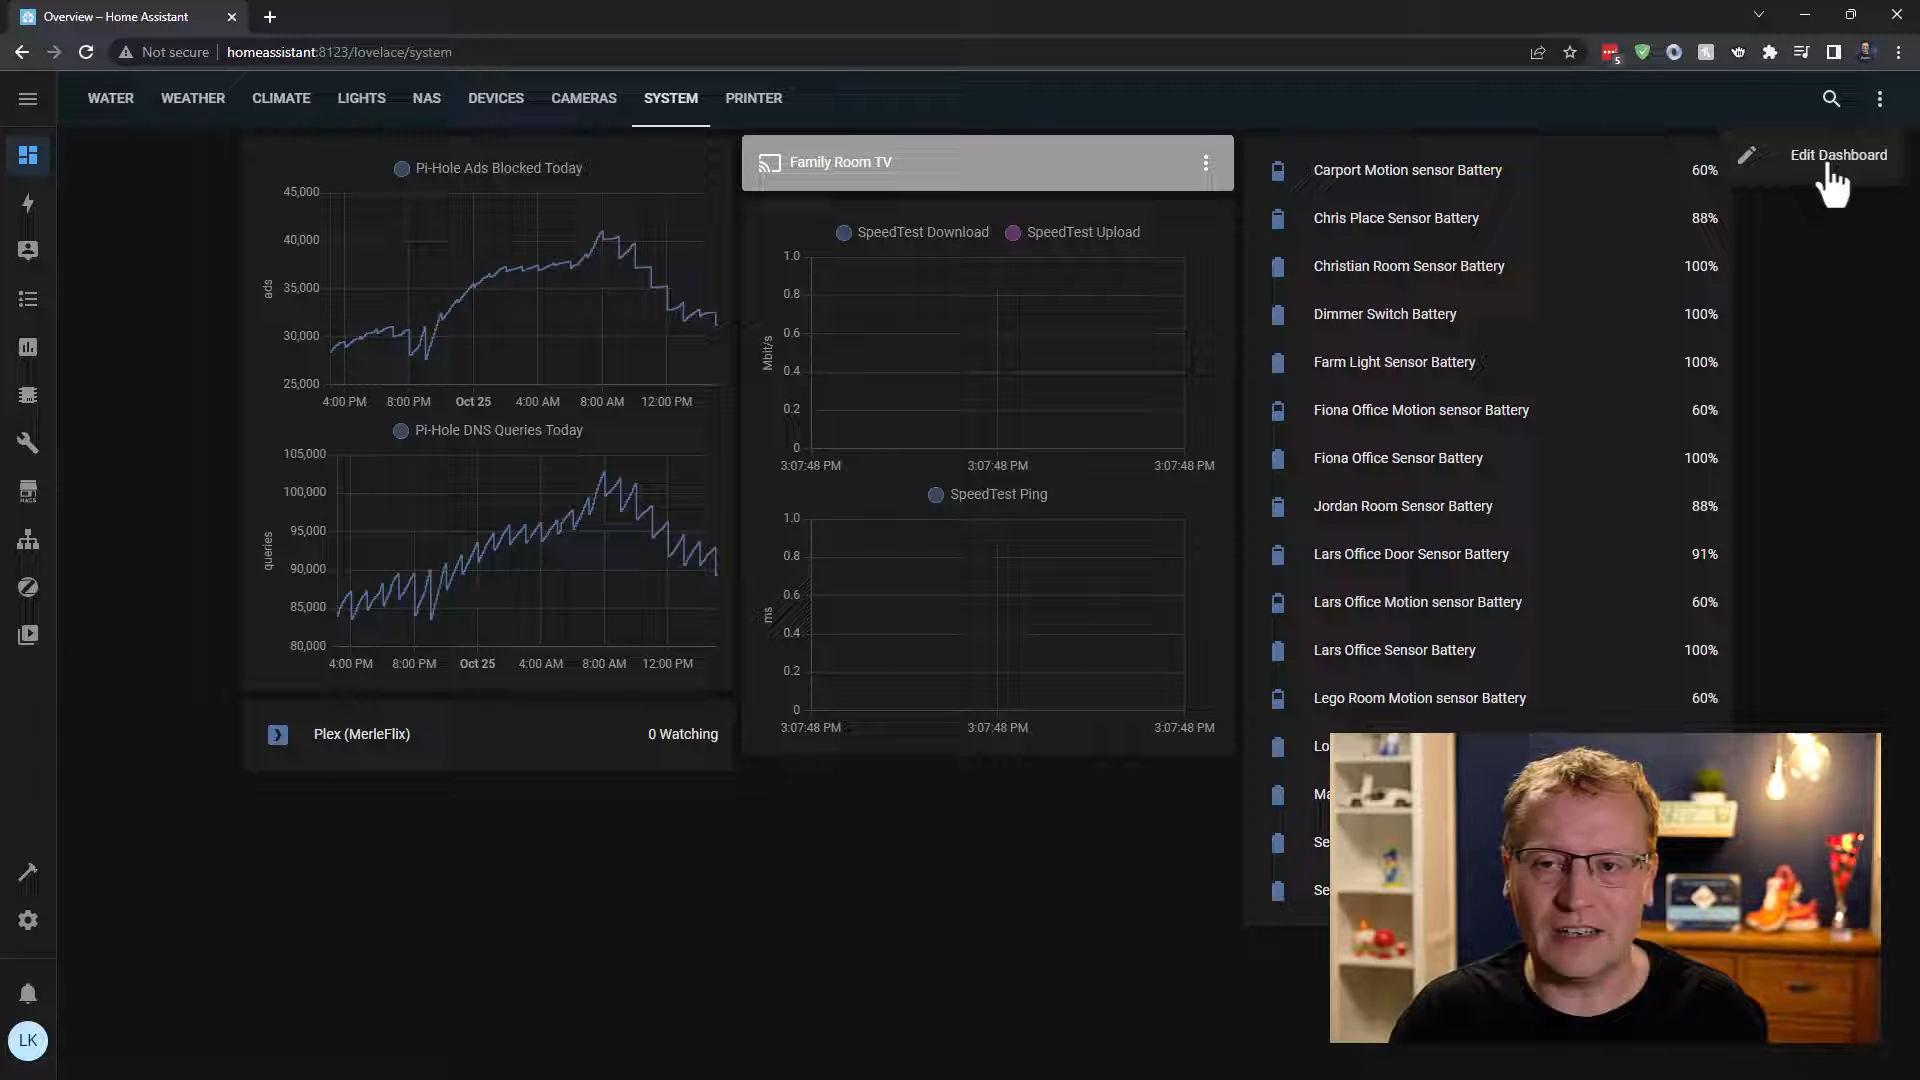 Overview – Home Assistant
Not secure homeassistant:8123/lovelace/system
5
WATER WEATHER CLIMATE LIGHTS NAS DEVICES CAMERAS SYSTEM PRINTER
Edit Dashboard
Pi-Hole Ads Blocked Today
45,000
40,000
35,000
30,000
25,000
ads
4:00 PM 8:00 PM Oct 25 4:00 AM 8:00 AM 12:00 PM
Pi-Hole DNS Queries Today
105,000
100,000
95,000
90,000
85,000
80,000
queries
4:00 PM 8:00 PM Oct 25 4:00 AM 8:00 AM 12:00 PM
Plex (MerleFlix) 0 Watching
Family Room TV
SpeedTest Download SpeedTest Upload
1.0
0.8
0.6
0.4
0.2
0
Mbit/s
3:07:48 PM 3:07:48 PM 3:07:48 PM
SpeedTest Ping
1.0
0.8
0.6
0.4
0.2
0
ms
3:07:48 PM 3:07:48 PM 3:07:48 PM
Carport Motion sensor Battery 60%
Chris Place Sensor Battery 88%
Christian Room Sensor Battery 100%
Dimmer Switch Battery 100%
Farm Light Sensor Battery 100%
Fiona Office Motion sensor Battery 60%
Fiona Office Sensor Battery 100%
Jordan Room Sensor Battery 88%
Lars Office Door Sensor Battery 91%
Lars Office Motion sensor Battery 60%
Lars Office Sensor Battery 100%
Lego Room Motion sensor Battery 60%
Lo
Ma
Se
Se
HACS
LK